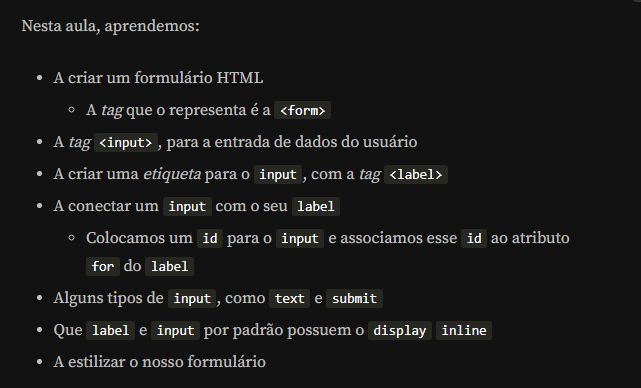 Nesta aula, aprendemos:
• A criar um formulário HTML
◦ A tag que o representa é a <form>
• A tag <input>, para a entrada de dados do usuário
• A criar uma etiqueta para o input, com a tag <label>
• A conectar um input com o seu label
◦ Colocamos um id para o input e associamos esse id ao atributo
for do label
• Alguns tipos de input, como text e submit
• Que label e input por padrão possuem o display inline
• A estilizar o nosso formulário